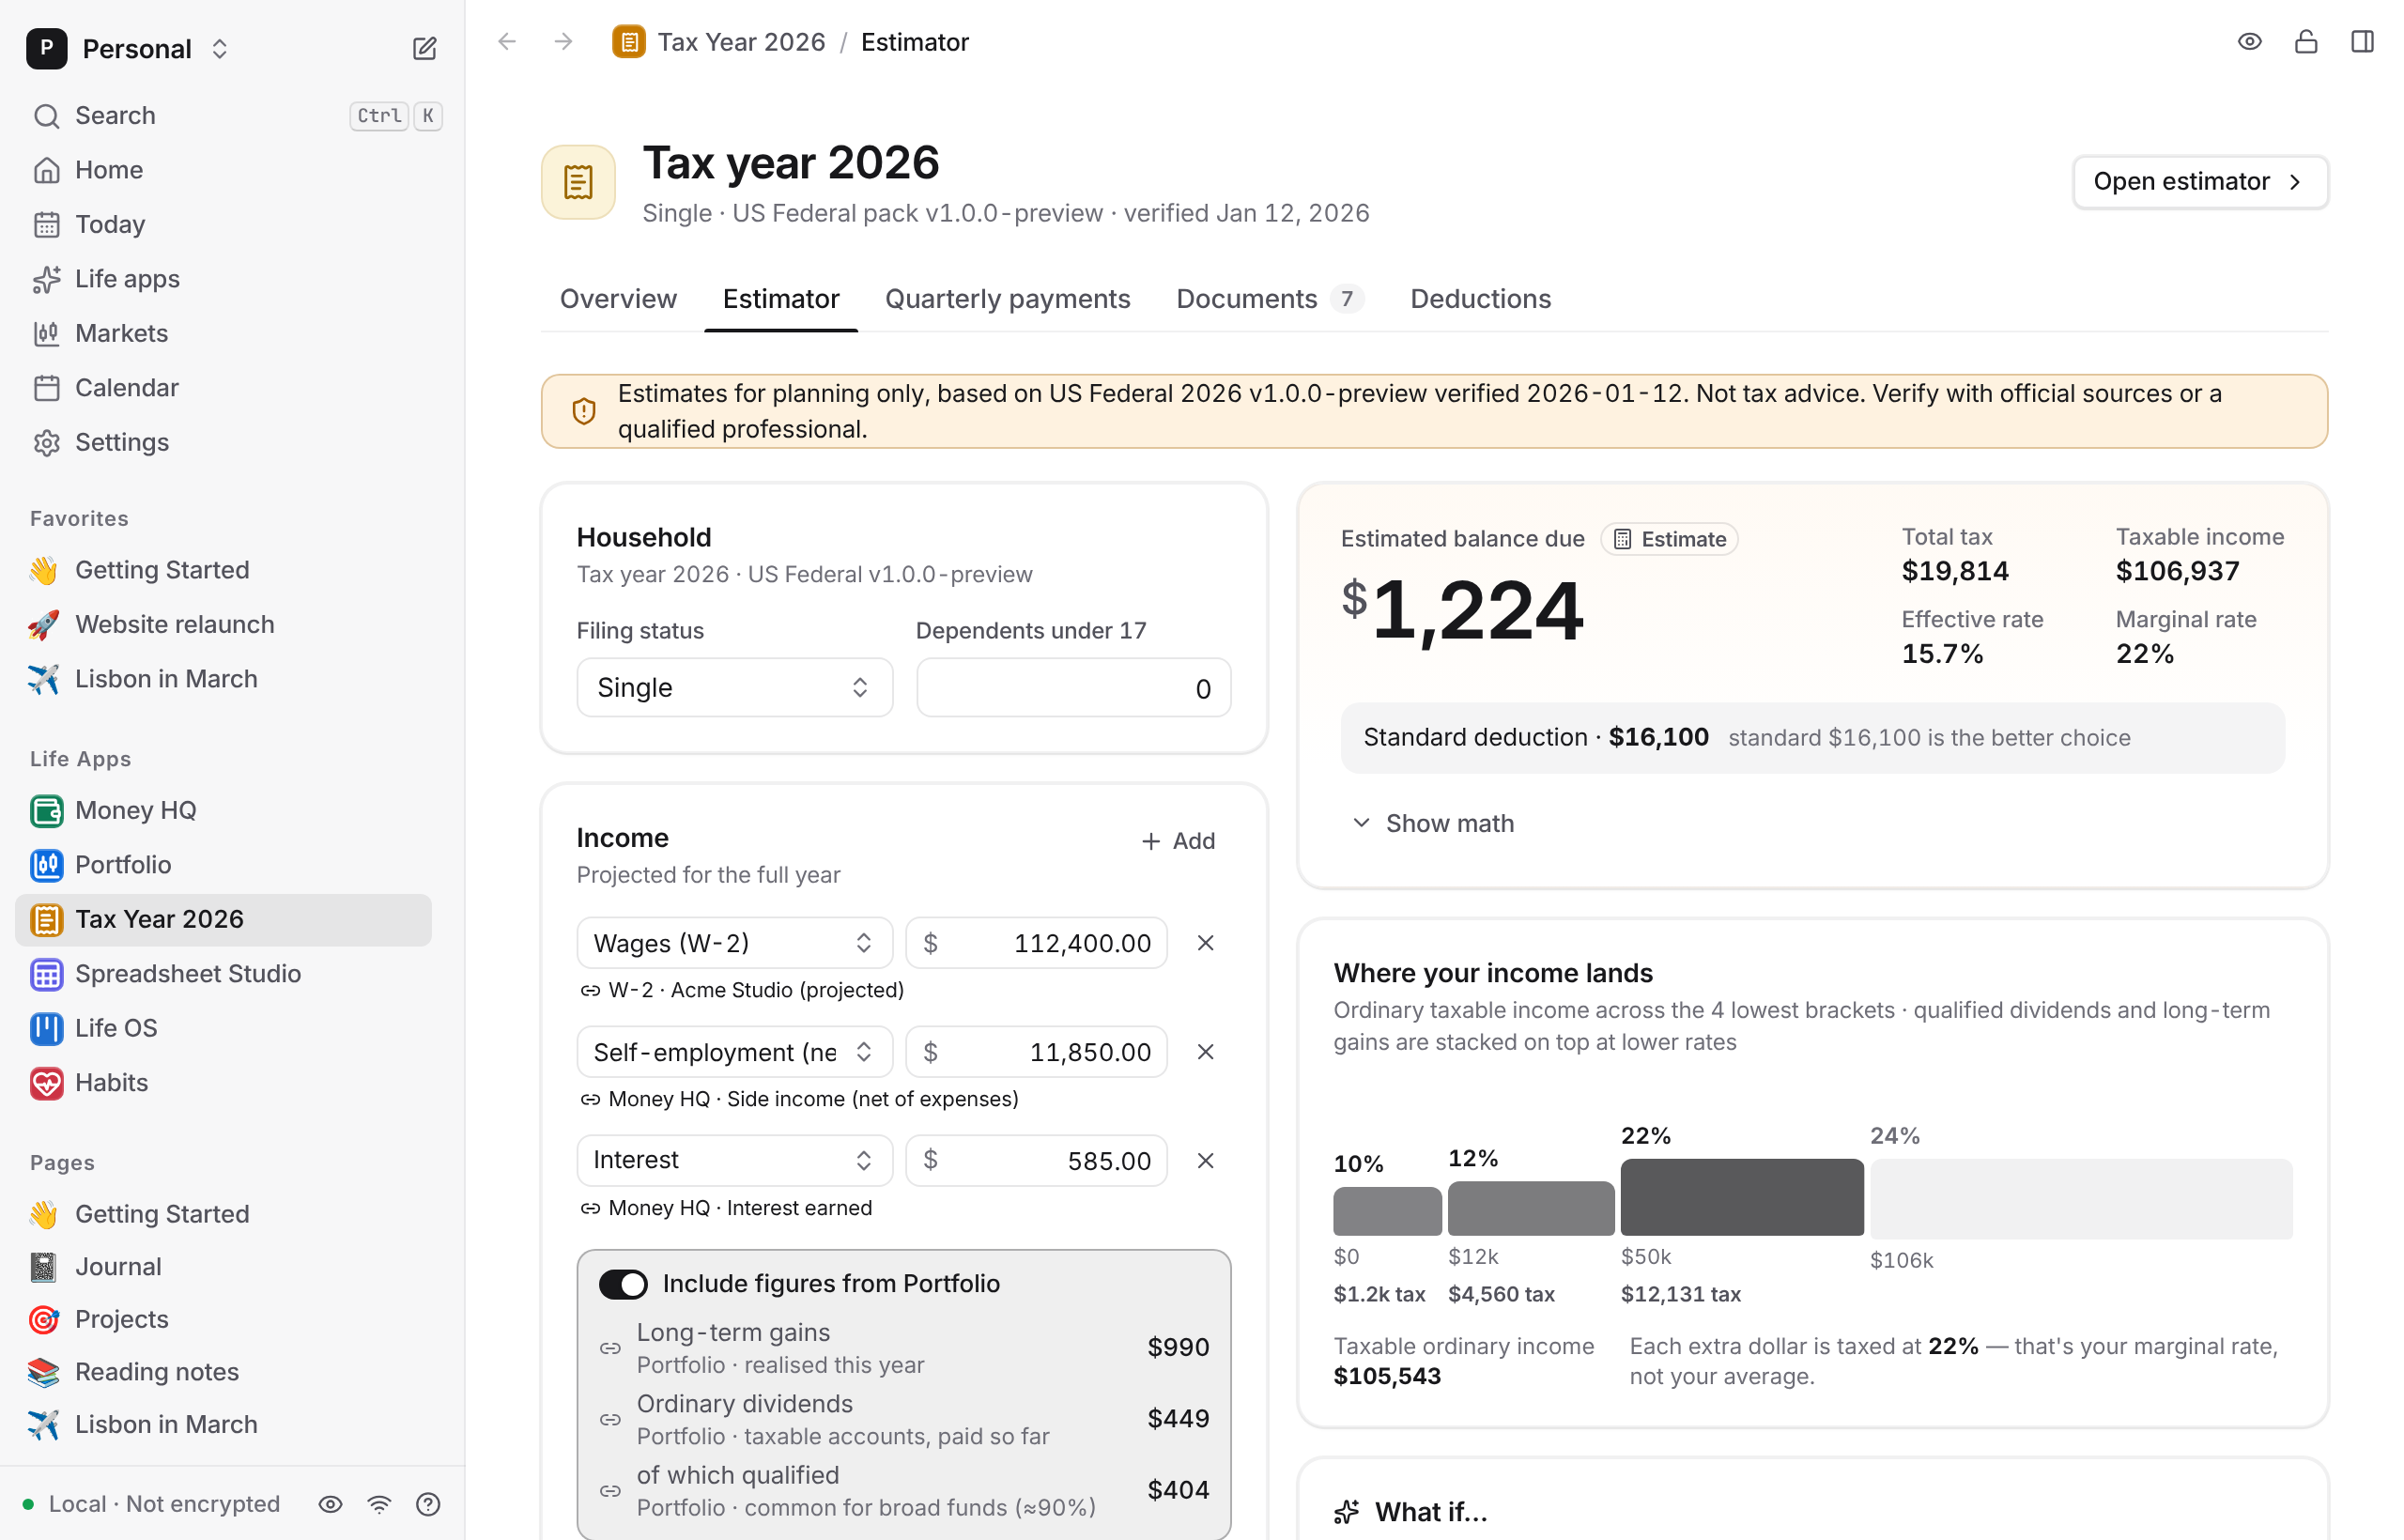 P Personal
Search Ctrl K
Home
Today
Life apps
Markets
Calendar
Settings
Favorites
Getting Started
Website relaunch
Lisbon in March
Life Apps
Money HQ
Portfolio
Tax Year 2026
Spreadsheet Studio
Life OS
Habits
Pages
Getting Started
Journal
Projects
Reading notes
Lisbon in March
Local · Not encrypted
Tax Year 2026 / Estimator
Tax year 2026
Single · US Federal pack v1.0.0-preview · verified Jan 12, 2026
Open estimator
Overview Estimator Quarterly payments Documents 7 Deductions
Estimates for planning only, based on US Federal 2026 v1.0.0-preview verified 2026-01-12. Not tax advice. Verify with official sources or a
qualified professional.
Household
Tax year 2026 · US Federal v1.0.0-preview
Filing status Dependents under 17
Single 0
Income
Add
Projected for the full year
Wages (W-2) $ 112,400.00
W-2 · Acme Studio (projected)
Self-employment (ne $ 11,850.00
Money HQ · Side income (net of expenses)
Interest $ 585.00
Money HQ · Interest earned
Include figures from Portfolio
Long-term gains
Portfolio · realised this year
$990
Ordinary dividends
Portfolio · taxable accounts, paid so far
$449
of which qualified
Portfolio · common for broad funds (≈90%)
$404
Estimated balance due Estimate
$1,224
Total tax
$19,814
Taxable income
$106,937
Effective rate
15.7%
Marginal rate
22%
Standard deduction · $16,100 standard $16,100 is the better choice
Show math
Where your income lands
Ordinary taxable income across the 4 lowest brackets · qualified dividends and long-term
gains are stacked on top at lower rates
10% 12% 22% 24%
$0 $12k $50k $106k
$1.2k tax $4,560 tax $12,131 tax
Taxable ordinary income
$105,543
Each extra dollar is taxed at 22% — that's your marginal rate,
not your average.
What if...